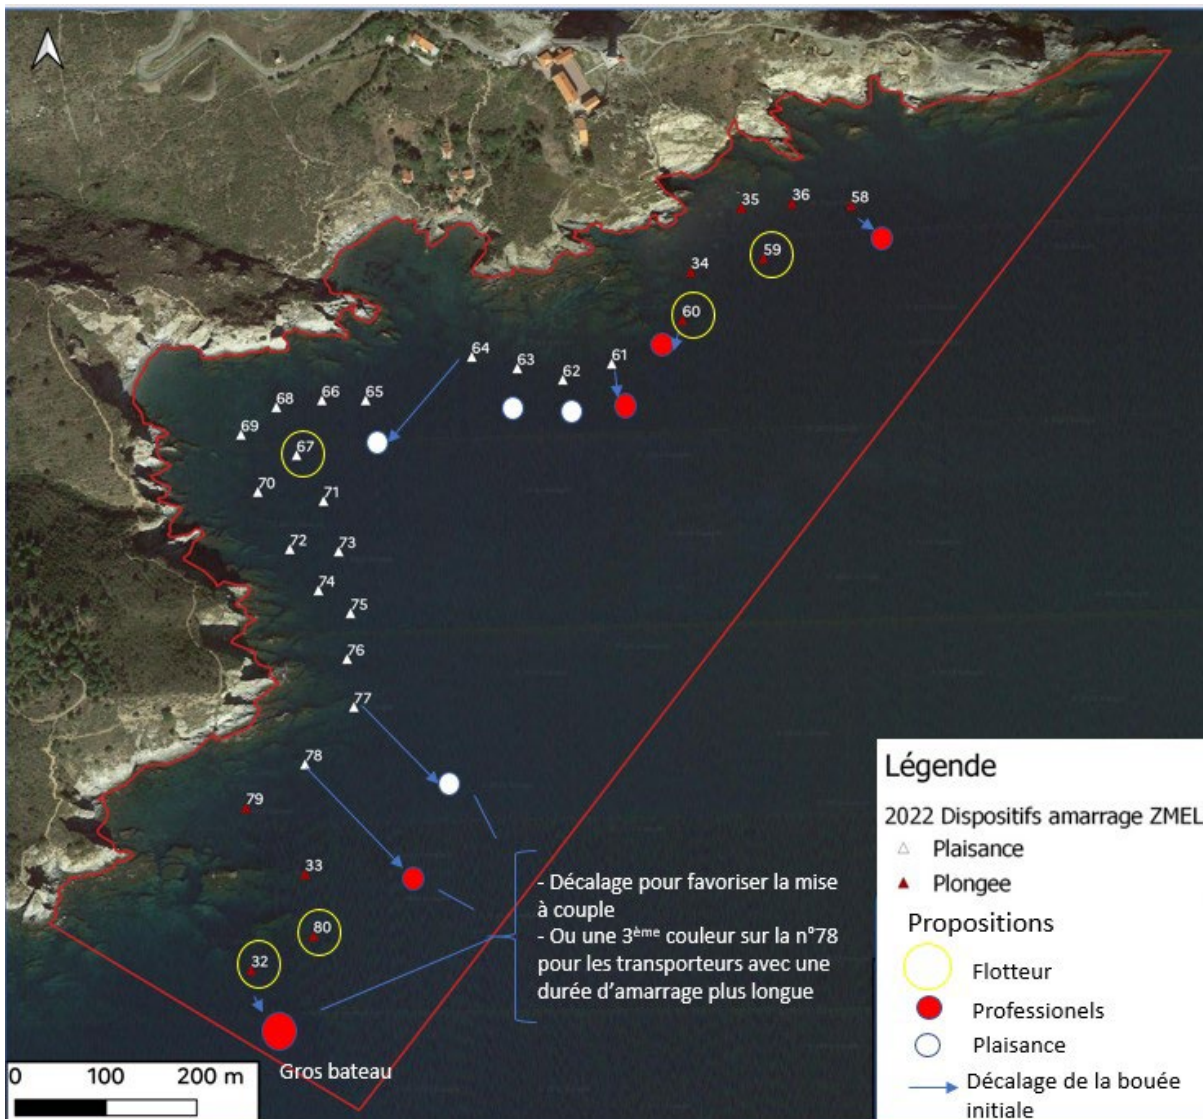 35
36
58
59
34
60
64
63
62
61
68
66
65
69
67
70
71
72
73
74
75
76
77
78
79
33
80
32
- Décalage pour favoriser la mise
à couple
- Ou une 3ème couleur sur la n°78
pour les transporteurs avec une
durée d’amarrage plus longue
Gros bateau
0 100 200 m
Légende
2022 Dispositifs amarrage ZMEL
Plaisance
Plongee
Propositions
Flotteur
Professionels
Plaisance
Décalage de la bouée
initiale